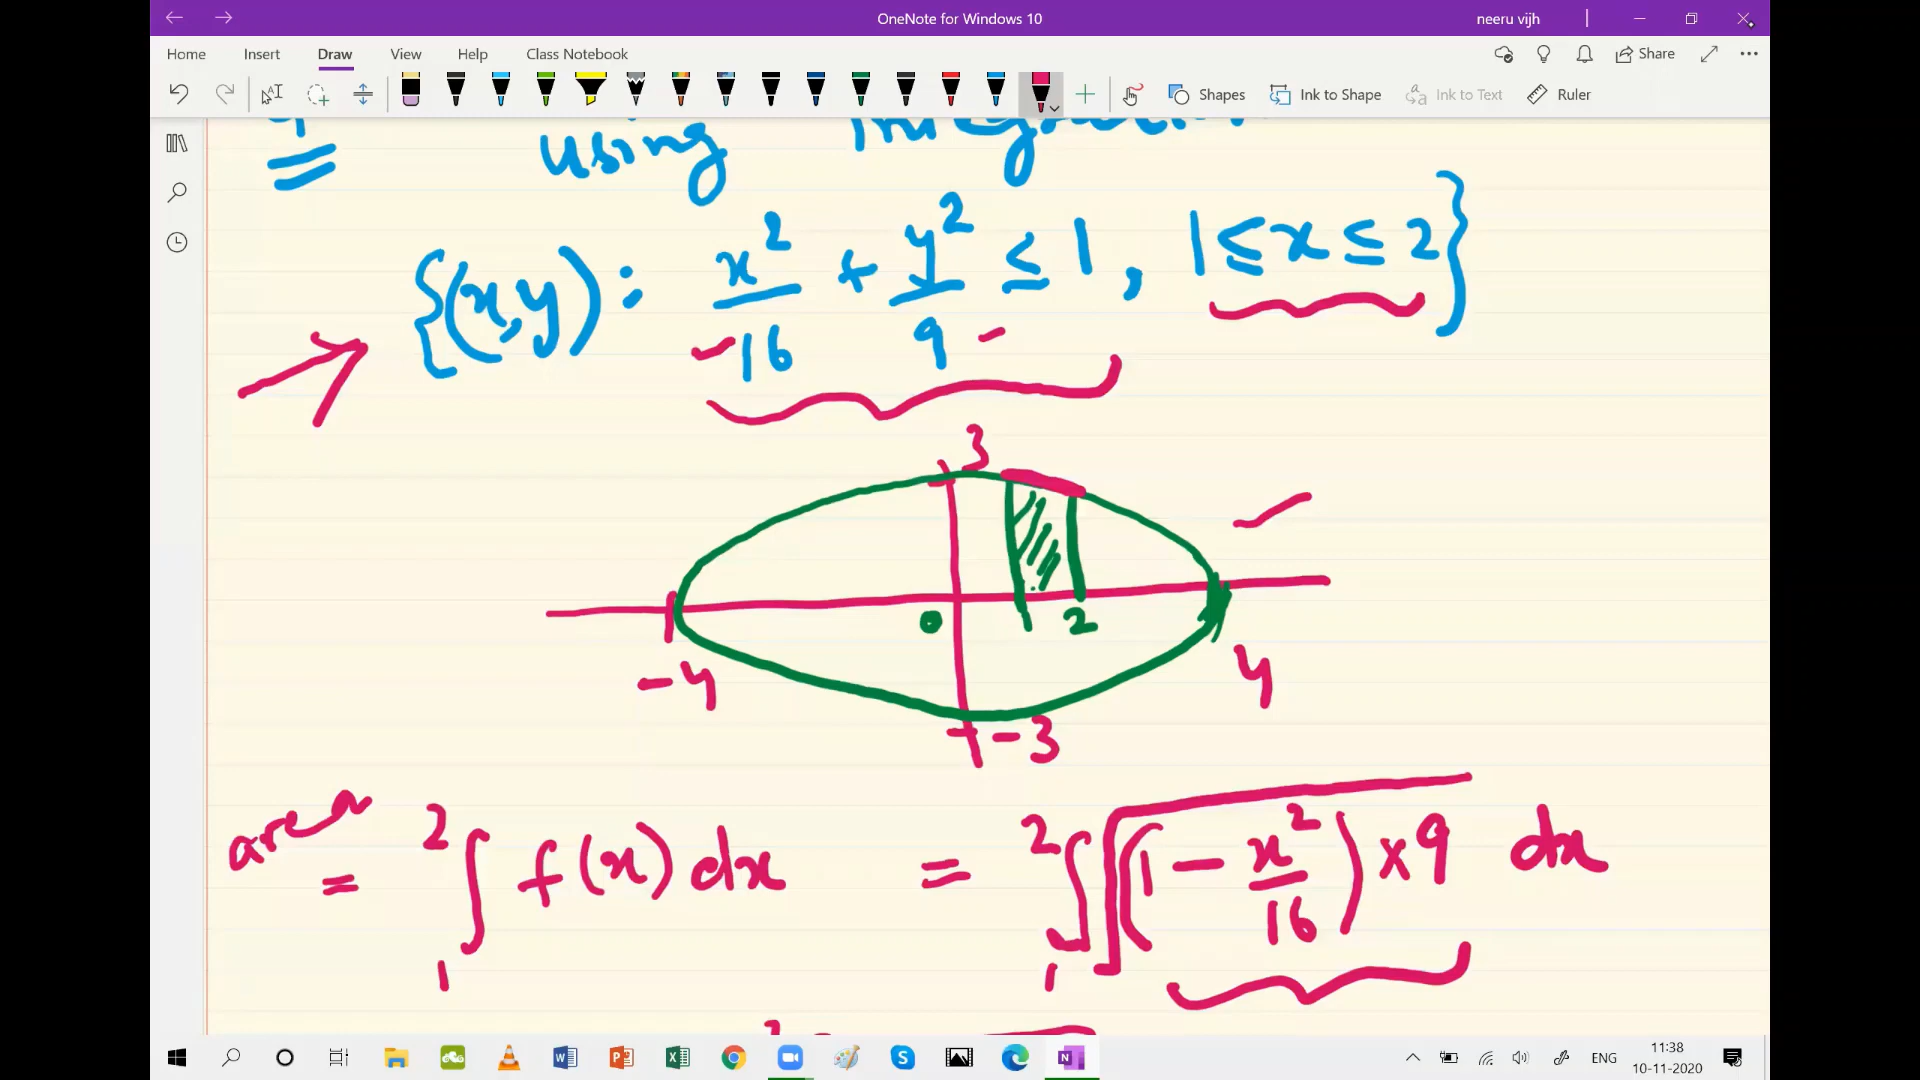 OneNote for Windows 10
neeru vijh
Home Insert Draw View Help Class Notebook
Share
Shapes Ink to Shape Ink to Text Ruler
using
{(x,y): x²/16 + y²/9 ≤ 1, 1 ≤ x ≤ 2}
3
0 1 2
-4 4
-3
area = ∫₁² f(x) dx = ∫₁² √((1 - x²/16) × 9) dx
ENG
11:38
10-11-2020